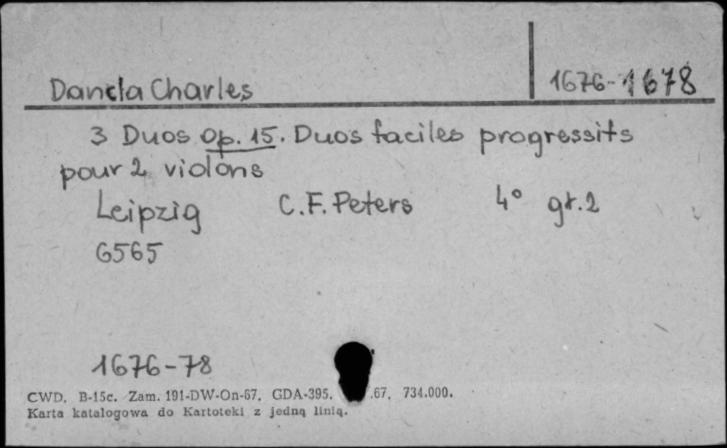 Dancla Charles 1676-1678
3 Duos Op. 15. Duos faciles progressifs
pour 2 violons
Leipzig C.F. Peters 4° gr.2
6565
1676-78
CWD. B-15c. Zam. 191-DW-On-67. GDA-395. .67. 734.000.
Karta katalogowa do Kartoteki z jedną linią.